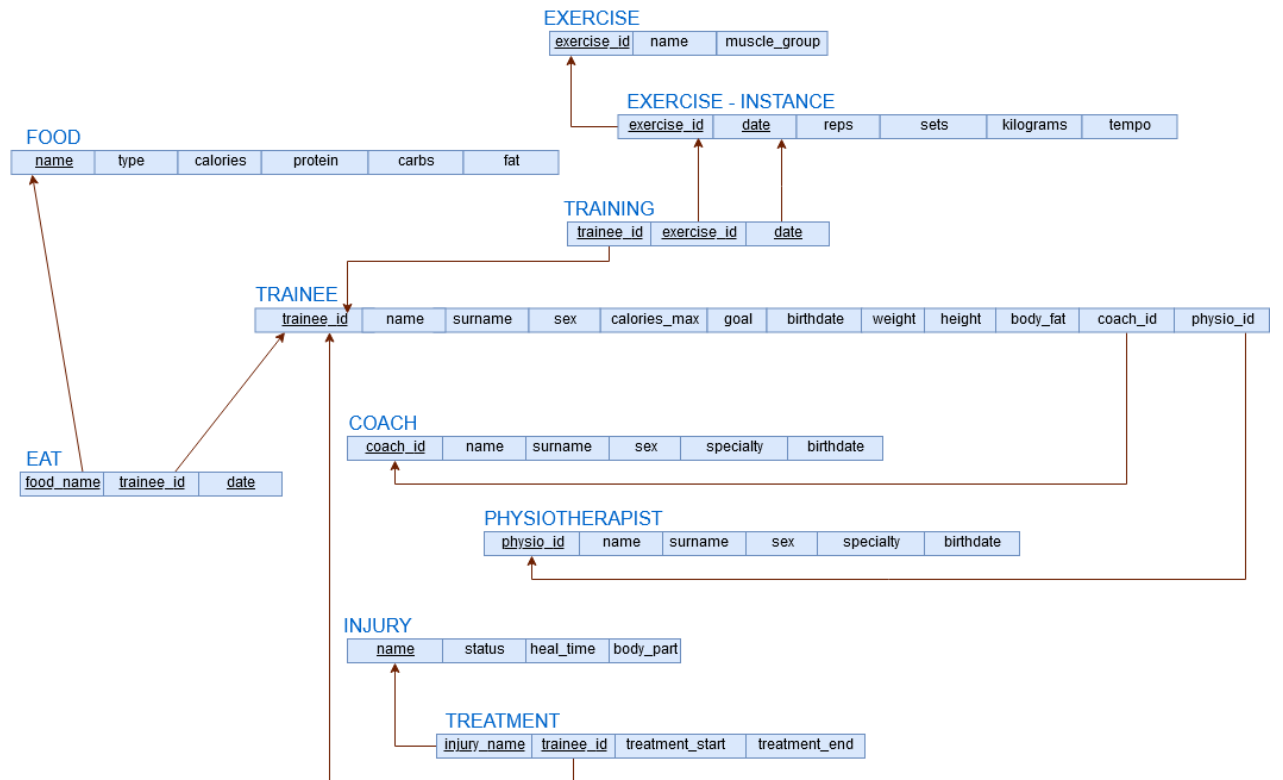 EXERCISE
exercise_id name muscle_group
EXERCISE - INSTANCE
exercise_id date reps sets kilograms tempo
FOOD
name type calories protein carbs fat
TRAINING
trainee_id exercise_id date
TRAINEE
trainee_id name surname sex calories_max goal birthdate weight height body_fat coach_id physio_id
COACH
coach_id name surname sex specialty birthdate
EAT
food_name trainee_id date
PHYSIOTHERAPIST
physio_id name surname sex specialty birthdate
INJURY
name status heal_time body_part
TREATMENT
injury_name trainee_id treatment_start treatment_end